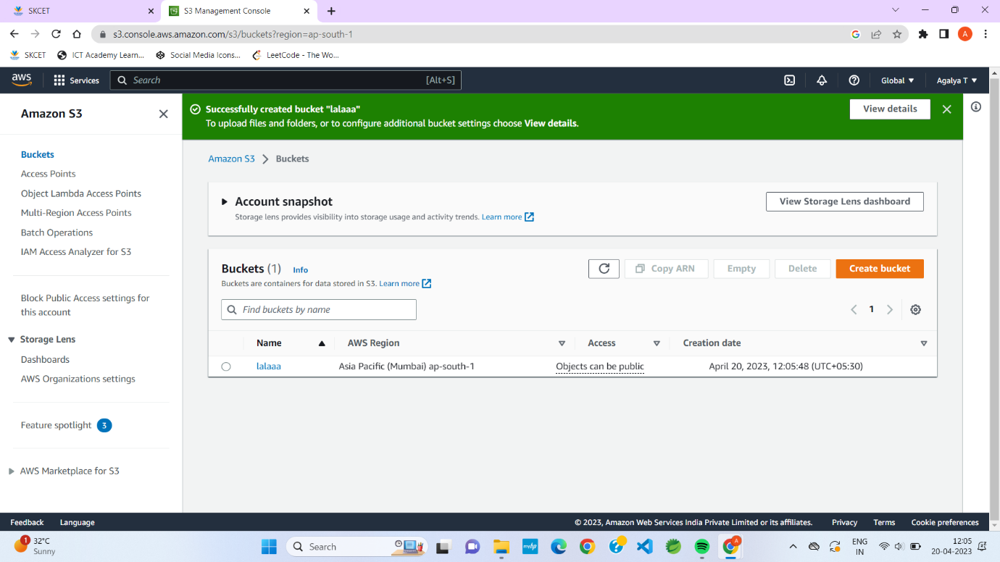 SKCET
S3 Management Console
s3.console.aws.amazon.com/s3/buckets?region=ap-south-1
A
SKCET
ICT Academy Learn...
Social Media Icons...
LeetCode - The Wo...
aws
Services
Search
[Alt+S]
Global
Agalya T
Amazon S3
Buckets
Access Points
Object Lambda Access Points
Multi-Region Access Points
Batch Operations
IAM Access Analyzer for S3
Block Public Access settings for
this account
Storage Lens
Dashboards
AWS Organizations settings
Feature spotlight 3
AWS Marketplace for S3
Successfully created bucket "lalaaa"
To upload files and folders, or to configure additional bucket settings choose View details.
View details
Amazon S3 > Buckets
Account snapshot
Storage lens provides visibility into storage usage and activity trends. Learn more
View Storage Lens dashboard
Buckets (1) Info
Buckets are containers for data stored in S3. Learn more
Copy ARN
Empty
Delete
Create bucket
Find buckets by name
1
Name AWS Region Access Creation date
lalaaa Asia Pacific (Mumbai) ap-south-1 Objects can be public April 20, 2023, 12:05:48 (UTC+05:30)
Feedback Language
© 2023, Amazon Web Services India Private Limited or its affiliates. Privacy Terms Cookie preferences
1
32°C
Sunny
Search
A
ENG
IN
12:05
20-04-2023